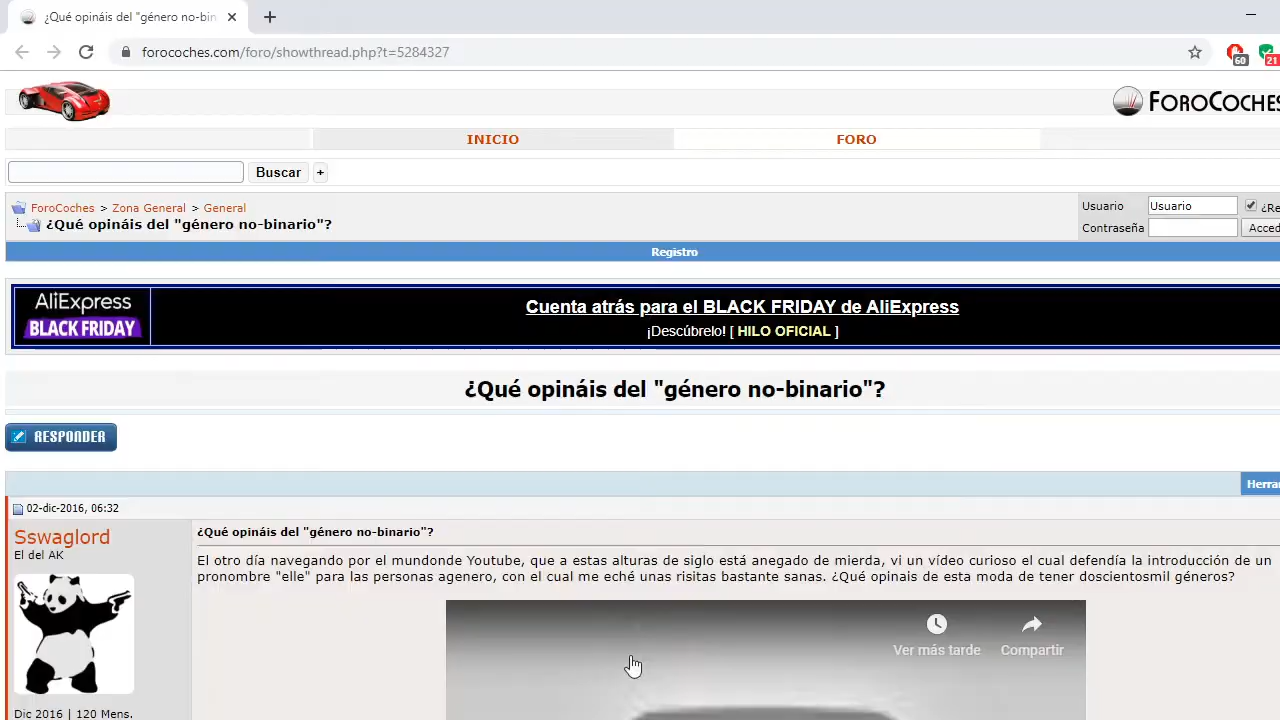 ¿Qué opináis del "género no-bin
forocoches.com/foro/showthread.php?t=5284327
60
21
FOROCOCHES
INICIO
FORO
Buscar
+
ForoCoches > Zona General > General
¿Qué opináis del "género no-binario"?
Usuario
Usuario
¿Re
Contraseña
Acced
Registro
AliExpress
BLACK FRIDAY
Cuenta atrás para el BLACK FRIDAY de AliExpress
¡Descúbrelo! [ HILO OFICIAL ]
¿Qué opináis del "género no-binario"?
RESPONDER
Herra
02-dic-2016, 06:32
Sswaglord
El del AK
¿Qué opináis del "género no-binario"?
El otro día navegando por el mundonde Youtube, que a estas alturas de siglo está anegado de mierda, vi un vídeo curioso el cual defendía la introducción de un
pronombre "elle" para las personas agenero, con el cual me eché unas risitas bastante sanas. ¿Qué opinais de esta moda de tener doscientosmil géneros?
Ver más tarde
Compartir
Dic 2016 | 120 Mens.